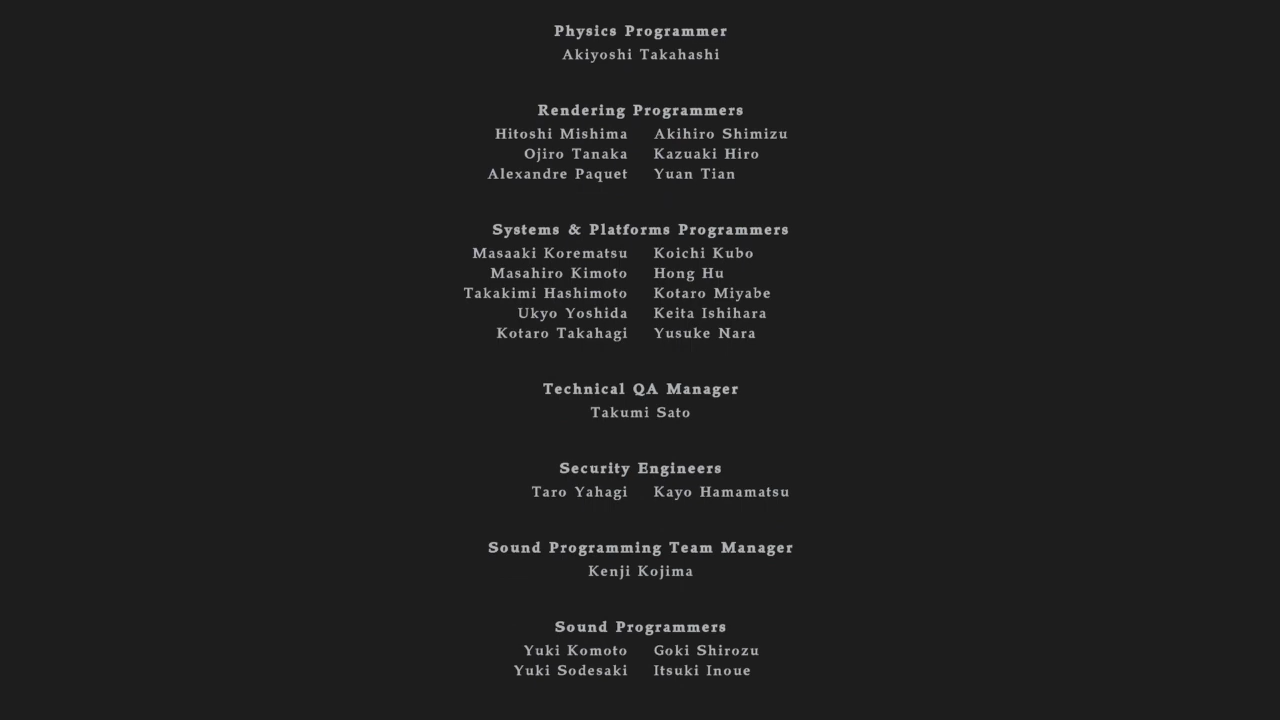 Physics Programmer
Akiyoshi Takahashi
Rendering Programmers
Hitoshi Mishima Akihiro Shimizu
Ojiro Tanaka Kazuaki Hiro
Alexandre Paquet Yuan Tian
Systems & Platforms Programmers
Masaaki Korematsu Koichi Kubo
Masahiro Kimoto Hong Hu
Takakimi Hashimoto Kotaro Miyabe
Ukyo Yoshida Keita Ishihara
Kotaro Takahagi Yusuke Nara
Technical QA Manager
Takumi Sato
Security Engineers
Taro Yahagi Kayo Hamamatsu
Sound Programming Team Manager
Kenji Kojima
Sound Programmers
Yuki Komoto Goki Shirozu
Yuki Sodesaki Itsuki Inoue